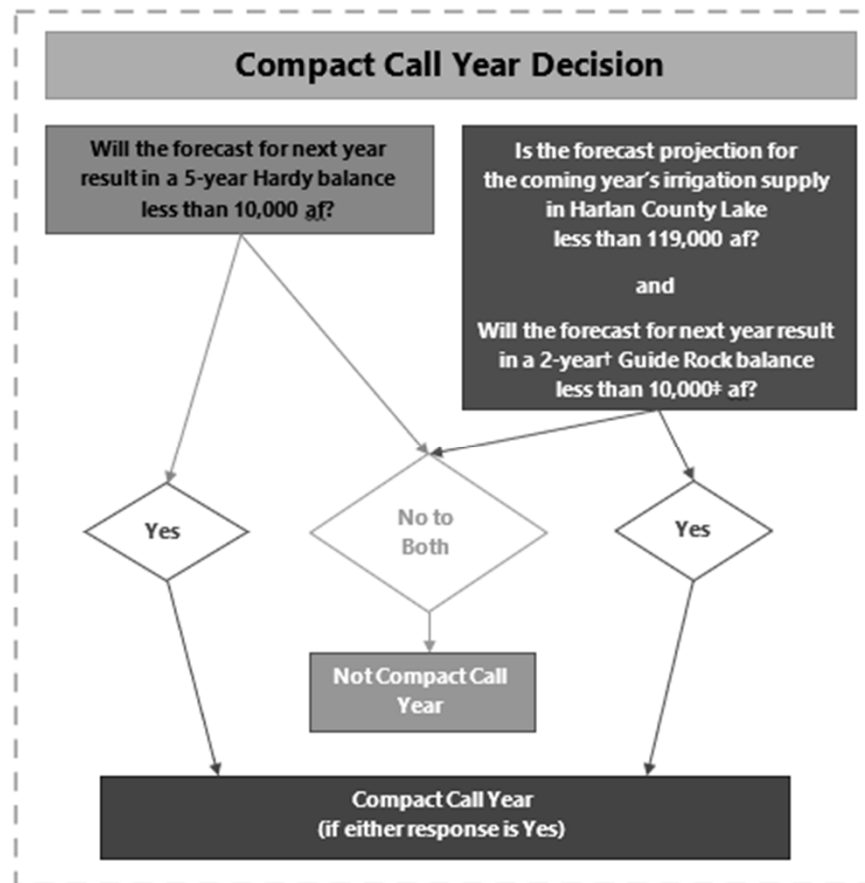 Compact Call Year Decision
Will the forecast for next year
result in a 5-year Hardy balance
less than 10,000 af?
Is the forecast projection for
the coming year's irrigation supply
in Harlan County Lake
less than 119,000 af?
and
Will the forecast for next year result
in a 2-year† Guide Rock balance
less than 10,000‡ af?
Yes
No to
Both
Yes
Not Compact Call
Year
Compact Call Year
(if either response is Yes)